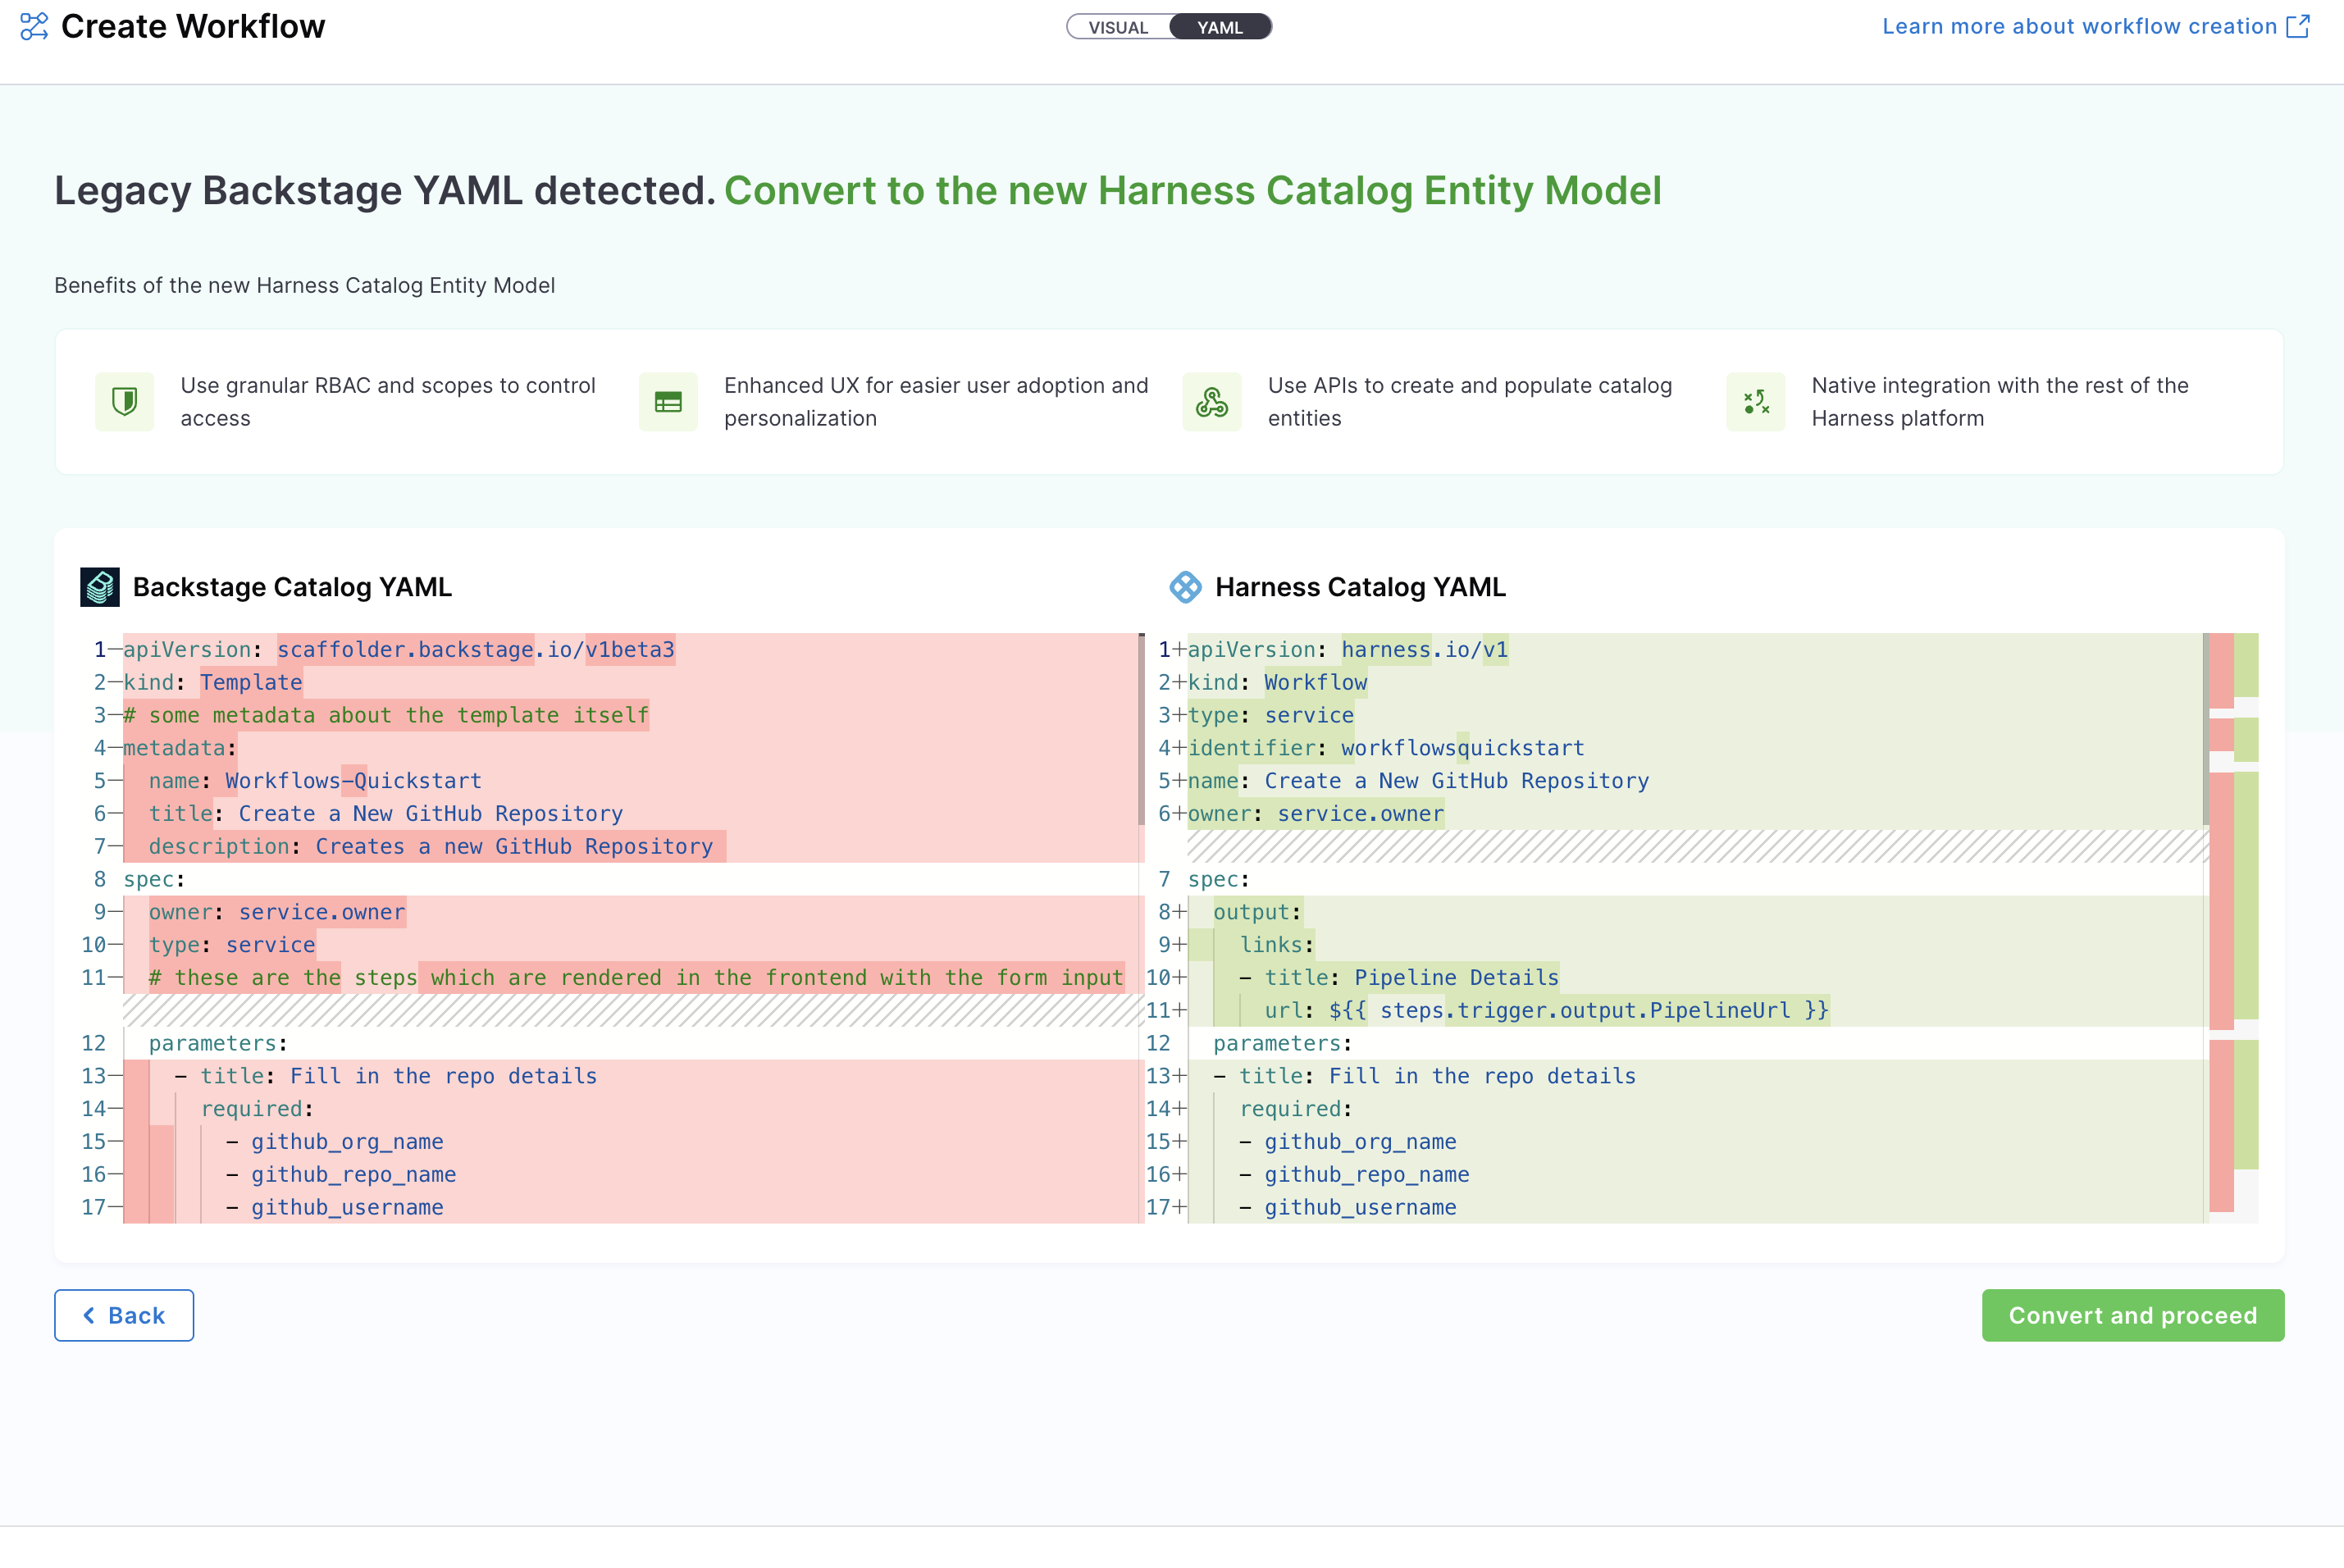 Create Workflow
VISUAL YAML
Learn more about workflow creation
Legacy Backstage YAML detected. Convert to the new Harness Catalog Entity Model
Benefits of the new Harness Catalog Entity Model
Use granular RBAC and scopes to control
access
Enhanced UX for easier user adoption and
personalization
Use APIs to create and populate catalog
entities
Native integration with the rest of the
Harness platform
Backstage Catalog YAML
1—apiVersion: scaffolder.backstage.io/v1beta3
2—kind: Template
3—# some metadata about the template itself
4—metadata:
5—  name: Workflows-Quickstart
6—  title: Create a New GitHub Repository
7—  description: Creates a new GitHub Repository
8 spec:
9—  owner: service.owner
10—  type: service
11—  # these are the steps which are rendered in the frontend with the form input
12   parameters:
13—    - title: Fill in the repo details
14—      required:
15—        - github_org_name
16—        - github_repo_name
17—        - github_username
Harness Catalog YAML
1+apiVersion: harness.io/v1
2+kind: Workflow
3+type: service
4+identifier: workflowsquickstart
5+name: Create a New GitHub Repository
6+owner: service.owner
7 spec:
8+  output:
9+    links:
10+    - title: Pipeline Details
11+      url: ${{ steps.trigger.output.PipelineUrl }}
12   parameters:
13+  - title: Fill in the repo details
14+    required:
15+    - github_org_name
16+    - github_repo_name
17+    - github_username
Back
Convert and proceed